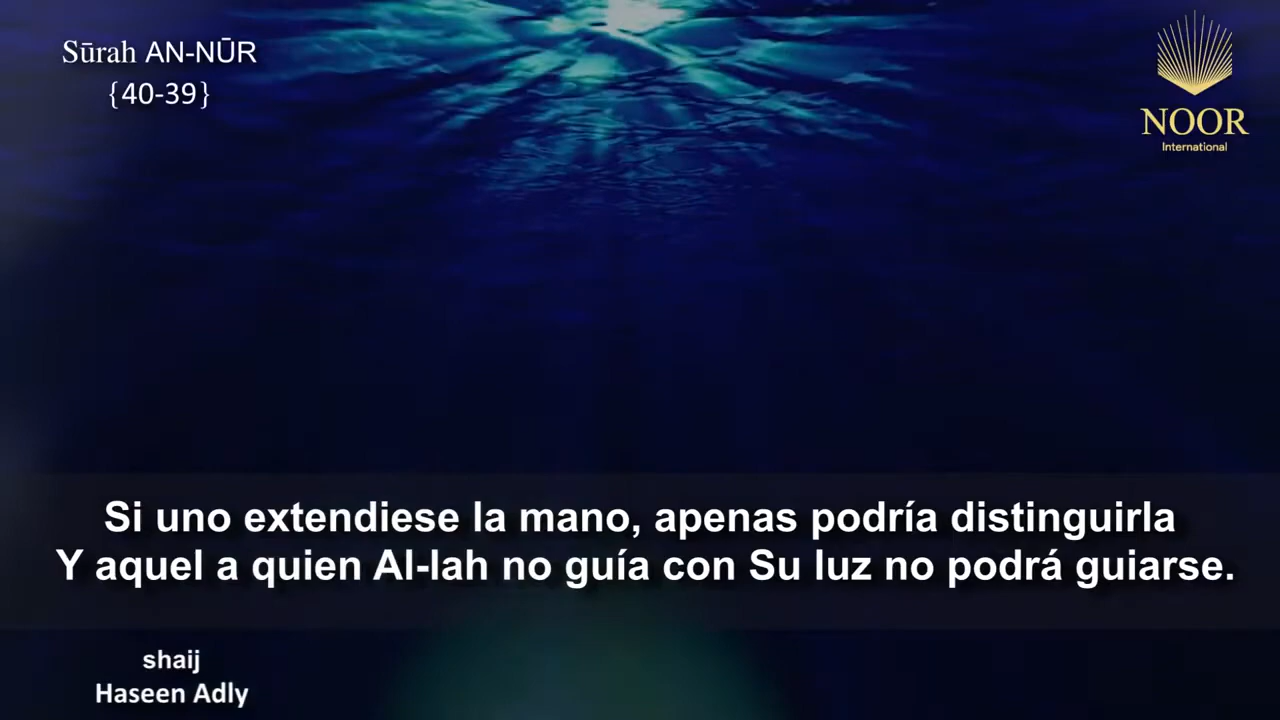 Sūrah AN-NŪR
{40-39}
NOOR
International
Si uno extendiese la mano, apenas podría distinguirla
Y aquel a quien Al-lah no guía con Su luz no podrá guiarse.
shaij
Haseen Adly